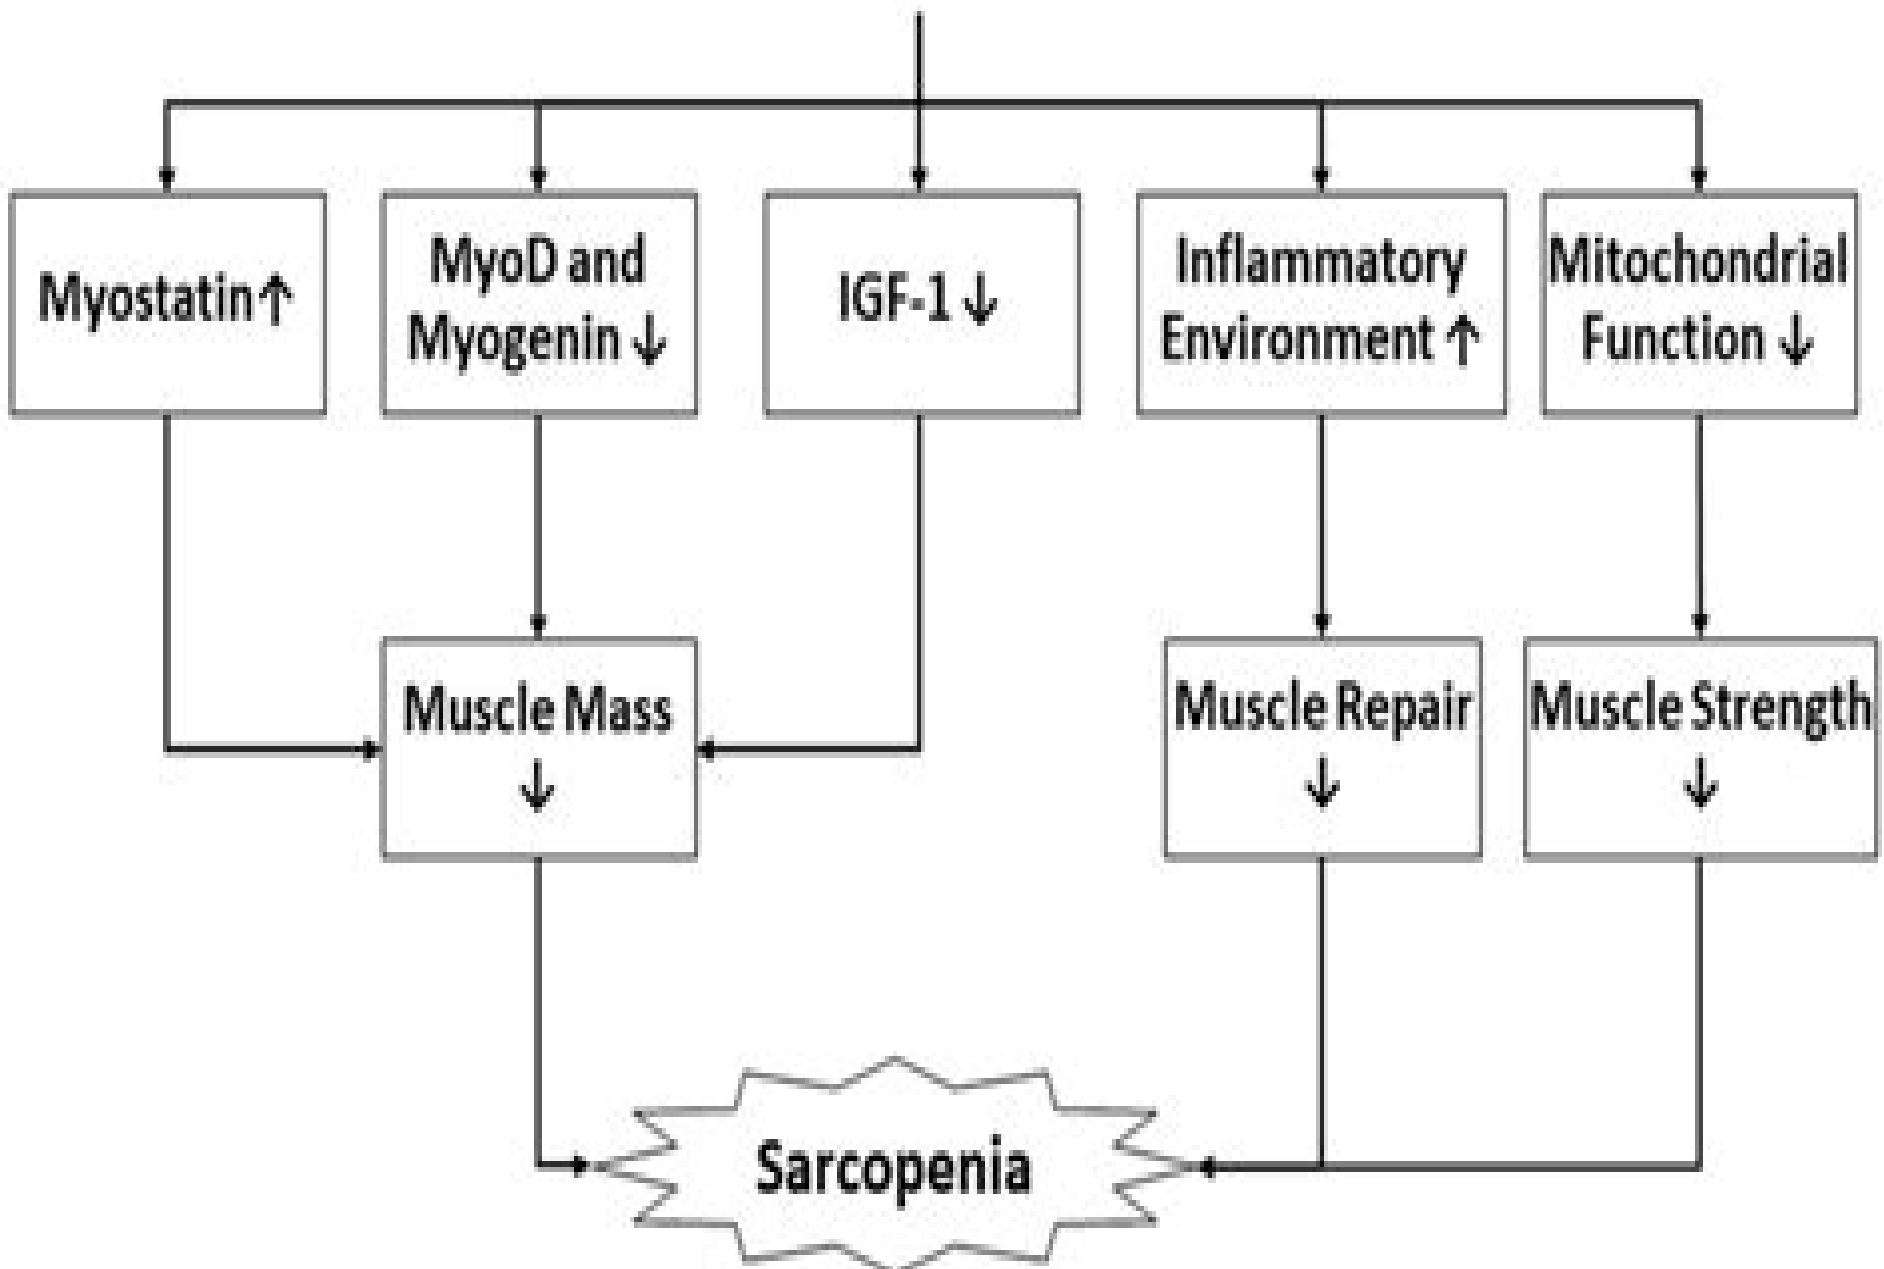 Myostatin↑
MyoD and
Myogenin ↓
IGF-1 ↓
Inflammatory
Environment ↑
Mitochondrial
Function ↓
Muscle Mass
↓
Muscle Repair
↓
Muscle Strength
↓
Sarcopenia